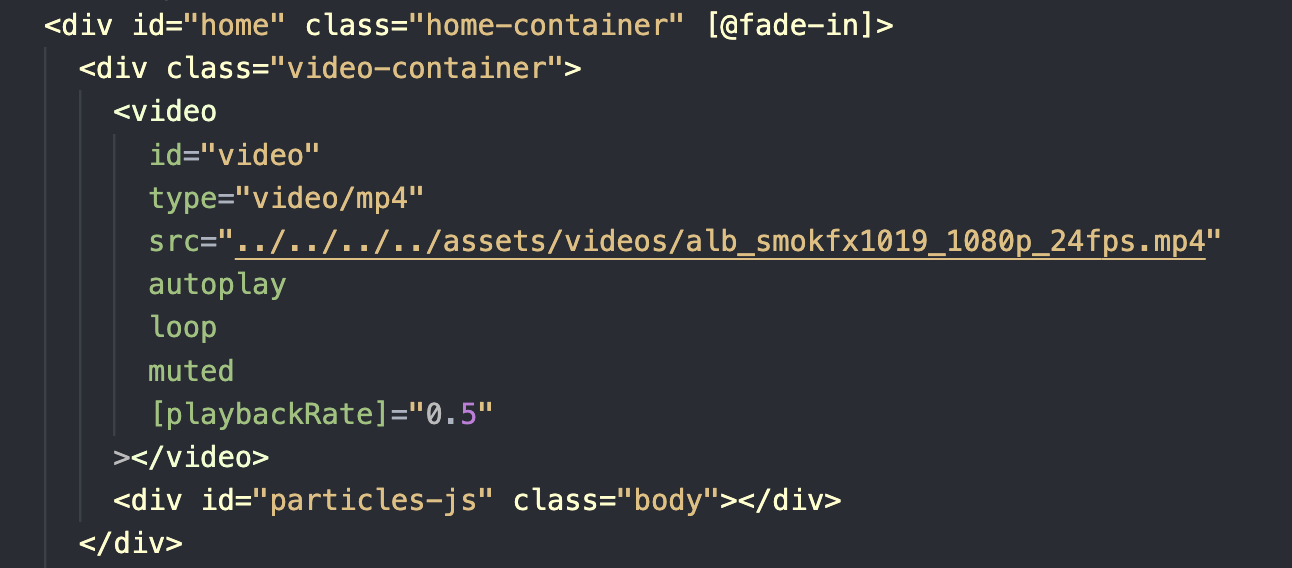 <div id="home" class="home-container" [@fade-in]>
<div class="video-container">
<video
id="video"
type="video/mp4"
src="../../../../assets/videos/alb_smokfx1019_1080p_24fps.mp4"
autoplay
loop
muted
[playbackRate]="0.5"
></video>
<div id="particles-js" class="body"></div>
</div>